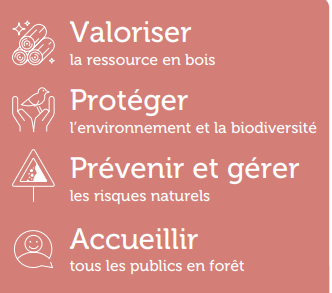 Valoriser
la ressource en bois
Protéger
l'environnement et la biodiversité
Prévenir et gérer
les risques naturels
Accueillir
tous les publics en forêt